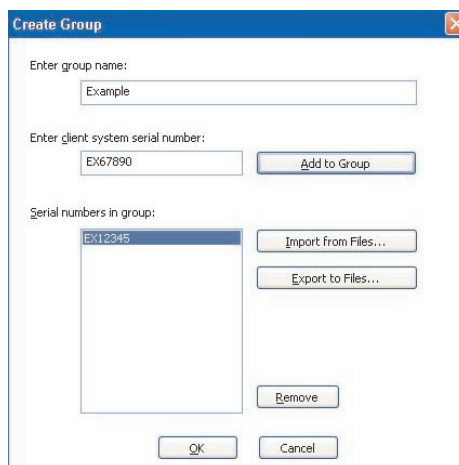 Create Group
Enter group name:
Example
Enter client system serial number:
EX67890
Add to Group
Serial numbers in group:
EX12345
Import from Files...
Export to Files...
Remove
OK
Cancel